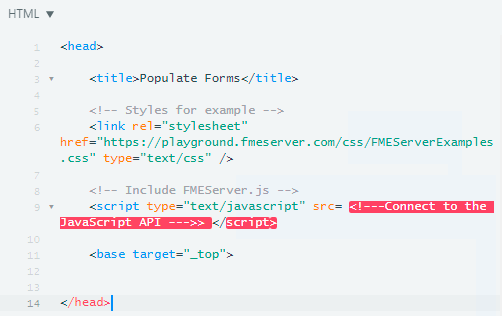 HTML ▼
1 <head>
2
3 <title>Populate Forms</title>
4
5 <!-- Styles for example -->
6 <link rel="stylesheet"
href="https://playground.fmeserver.com/css/FMEServerExamples
.css" type="text/css" />
7
8 <!-- Include FMEServer.js -->
9 <script type="text/javascript" src= <!---Connect to the
JavaScript API --->> </script>
10
11 <base target="_top">
12
13
14 </head>